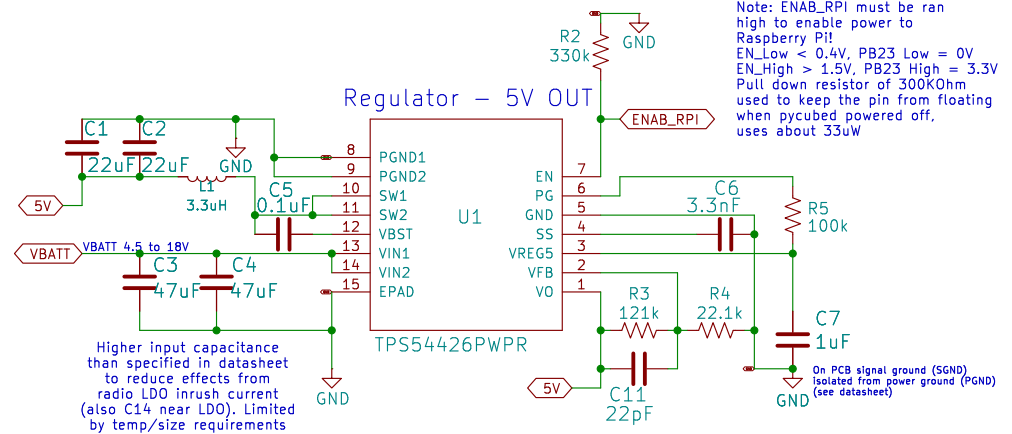 Note: ENAB_RPI must be ran
high to enable power to
Raspberry Pi!
EN_Low < 0.4V, PB23 Low = 0V
EN_High > 1.5V, PB23 High = 3.3V
Pull down resistor of 300KOhm
used to keep the pin from floating
when pycubed powered off,
uses about 33uW
GND
R2
330k
Regulator - 5V OUT
ENAB_RPI
C1
22uF
C2
22uF
GND
L1
3.3uH
5V
C5
0.1uF
VBATT
VBATT 4.5 to 18V
C3
47uF
C4
47uF
8 PGND1
9 PGND2
10 SW1
11 SW2
12 VBST
13 VIN1
14 VIN2
15 EPAD
U1
EN 7
PG 6
GND 5
SS 4
VREG5 3
VFB 2
VO 1
TPS54426PWPR
C6
3.3nF
R5
100k
R3
121k
R4
22.1k
C7
1uF
5V
C11
22pF
GND
GND
Higher input capacitance
than specified in datasheet
to reduce effects from
radio LDO inrush current
(also C14 near LDO). Limited
by temp/size requirements
On PCB signal ground (SGND)
isolated from power ground (PGND)
(see datasheet)